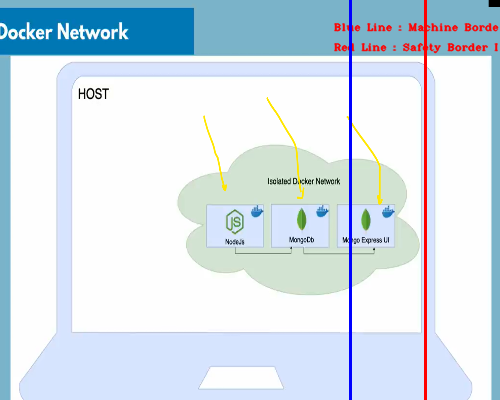 Docker Network
Blue Line : Machine Borde
Red Line : Safety Border I
HOST
Isolated Docker Network
JS
NodeJs
MongoDb
Mongo Express UI